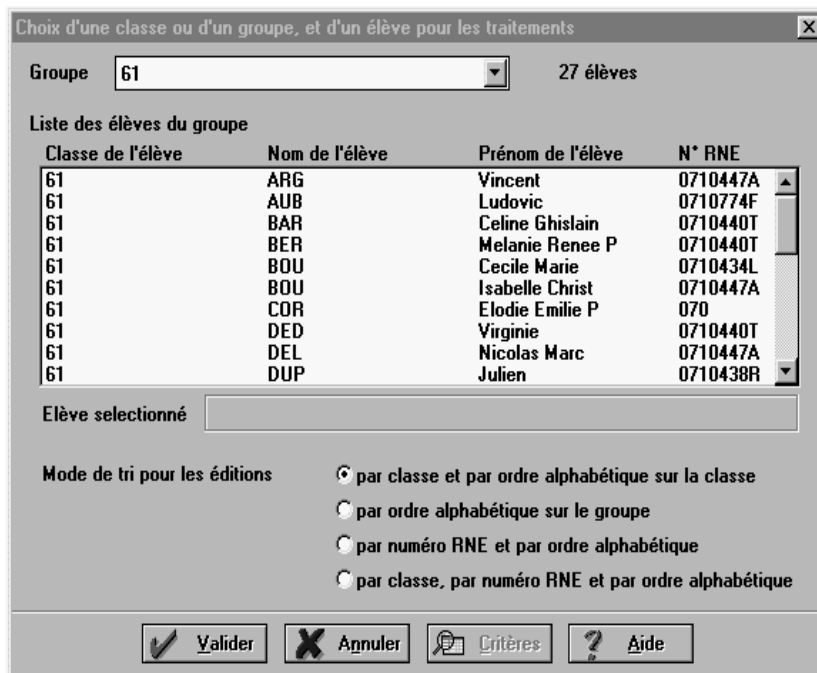 Choix d'une classe ou d'un groupe, et d'un élève pour les traitements
Groupe 61 27 élèves
Liste des élèves du groupe
Classe de l'élève Nom de l'élève Prénom de l'élève N° RNE
61 ARG Vincent 0710447A
61 AUB Ludovic 0710774F
61 BAR Celine Ghislain 0710440T
61 BER Melanie Renee P 0710440T
61 BOU Cecile Marie 0710434L
61 BOU Isabelle Christ 0710447A
61 COR Elodie Emilie P 070
61 DED Virginie 0710440T
61 DEL Nicolas Marc 0710447A
61 DUP Julien 0710438R
Elève selectionné
Mode de tri pour les éditions
par classe et par ordre alphabétique sur la classe
par ordre alphabétique sur le groupe
par numéro RNE et par ordre alphabétique
par classe, par numéro RNE et par ordre alphabétique
Valider Annuler Critères Aide